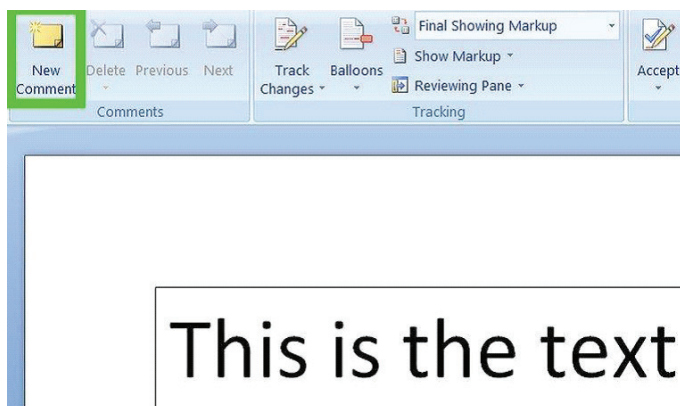 New Comment
Delete
Previous
Next
Comments
Track Changes
Balloons
Final Showing Markup
Show Markup
Reviewing Pane
Tracking
Accept
This is the text